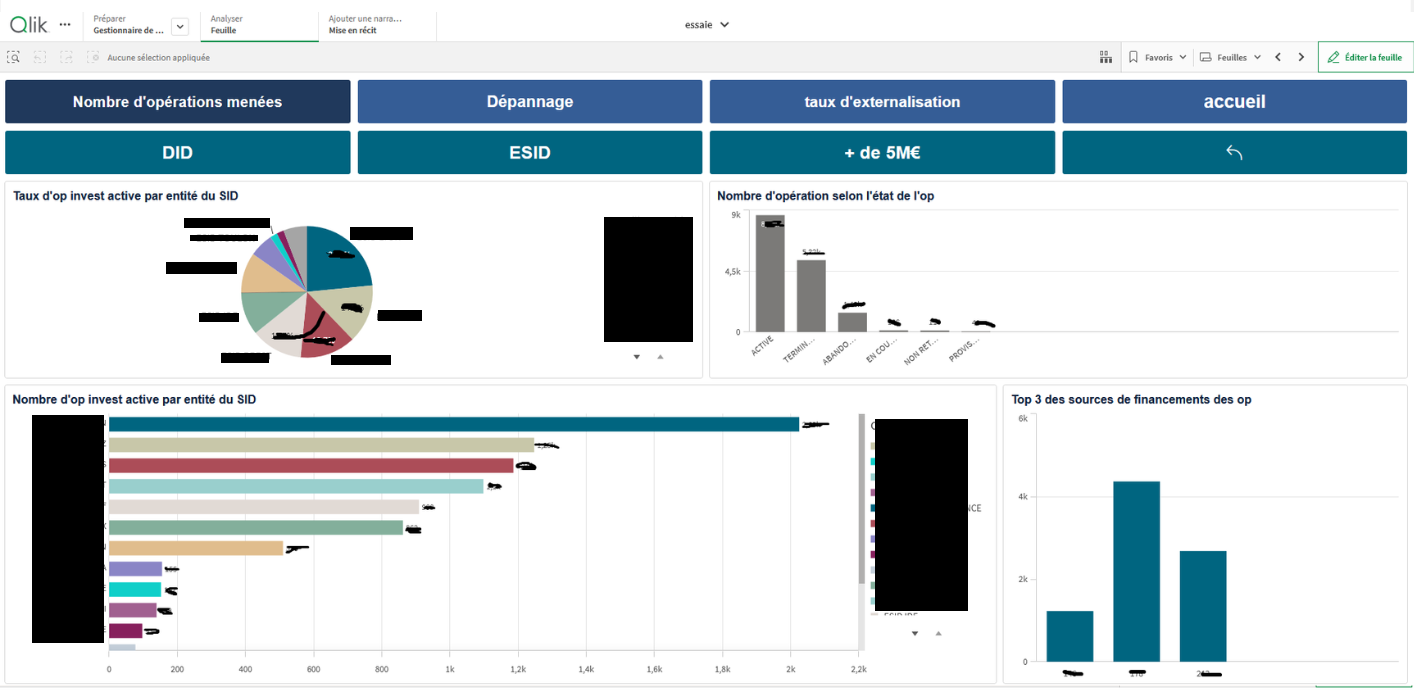 Qlik
Préparer
Gestionnaire de ...
Analyser
Feuille
Ajouter une narra...
Mise en récit
essaie
Aucune sélection appliquée
Favoris
Feuilles
Éditer la feuille
Nombre d'opérations menées
Dépannage
taux d'externalisation
accueil
DID
ESID
+ de 5M€
Taux d'op invest active par entité du SID
Nombre d'opération selon l'état de l'op
9k
4,5k
0
ACTIVE
TERMIN...
ABANDO...
EN COU...
NON RET...
PROVIS...
Nombre d'op invest active par entité du SID
0
200
400
600
800
1k
1,2k
1,4k
1,6k
1,8k
2k
2,2k
NCE
Top 3 des sources de financements des op
6k
4k
2k
0